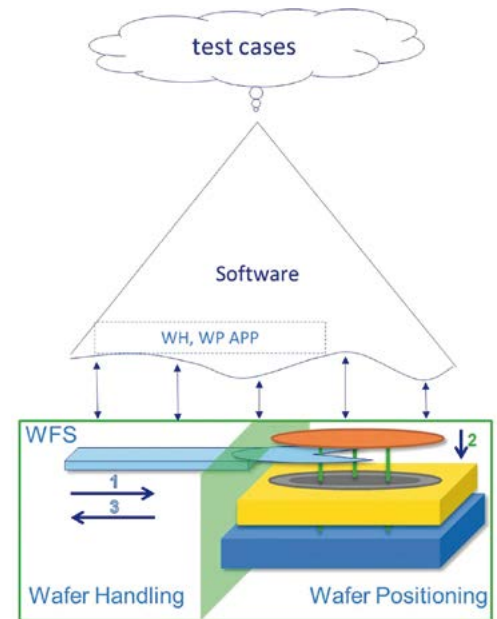 test cases
Software
WH, WP APP
WFS
2
1
3
Wafer Handling
Wafer Positioning